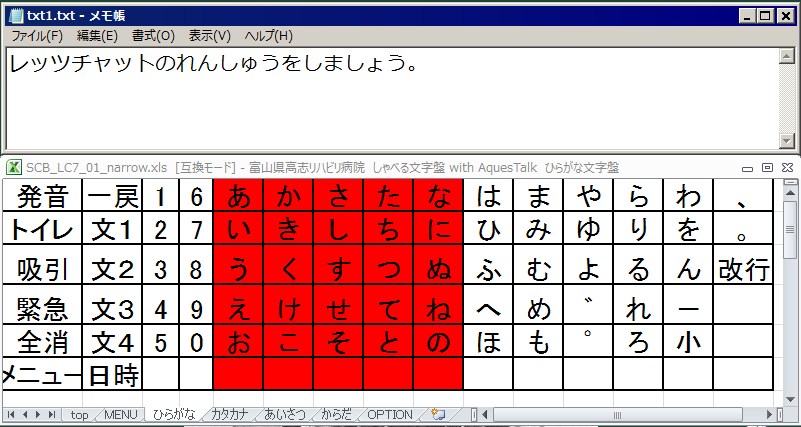 txt1.txt - メモ帳
ファイル(F) 編集(E) 書式(O) 表示(V) ヘルプ(H)
レッツチャットのれんしゅうをしましょう。
SCB_LC7_01_narrow.xls [互換モード] - 富山県高志リハビリ病院 しゃべる文字盤 with AquesTalk ひらがな文字盤
発音 一戻 1 6 あ か さ た な は ま や ら わ 、
トイレ 文1 2 7 い き し ち に ひ み ゆ り を 。
吸引 文2 3 8 う く す つ ぬ ふ む よ る ん 改行
緊急 文3 4 9 え け せ て ね へ め ゛ れ ー
全消 文4 5 0 お こ そ と の ほ も ゜ ろ 小
メニュー 日時
top MENU ひらがな カタカナ あいさつ からだ OPTION